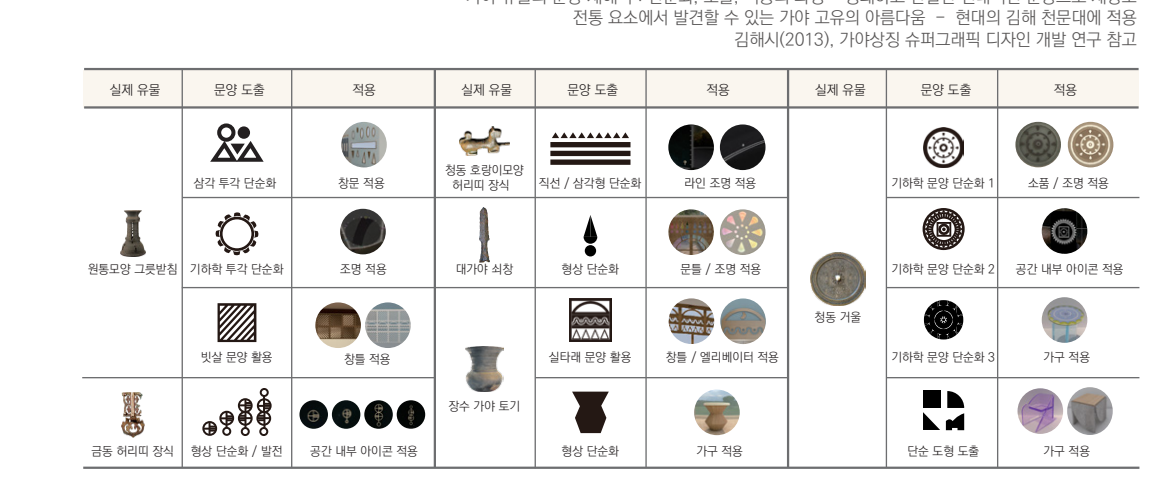 전통 요소에서 발견할 수 있는 가야 고유의 아름다움 – 현대의 김해 천문대에 적용
김해시(2013), 가야상징 슈퍼그래픽 디자인 개발 연구 참고
실제 유물 문양 도출 적용 실제 유물 문양 도출 적용 실제 유물 문양 도출 적용
원통모양 그릇받침
삼각 투각 단순화
창문 적용
기하학 투각 단순화
조명 적용
빗살 문양 활용
창틀 적용
금동 허리띠 장식
형상 단순화 / 발전
공간 내부 아이콘 적용
청동 호랑이모양
허리띠 장식
직선 / 삼각형 단순화
라인 조명 적용
대가야 쇠창
형상 단순화
문틀 / 조명 적용
장수 가야 토기
실타래 문양 활용
창틀 / 엘리베이터 적용
형상 단순화
가구 적용
청동 거울
기하학 문양 단순화 1
소품 / 조명 적용
기하학 문양 단순화 2
공간 내부 아이콘 적용
기하학 문양 단순화 3
가구 적용
단순 도형 도출
가구 적용